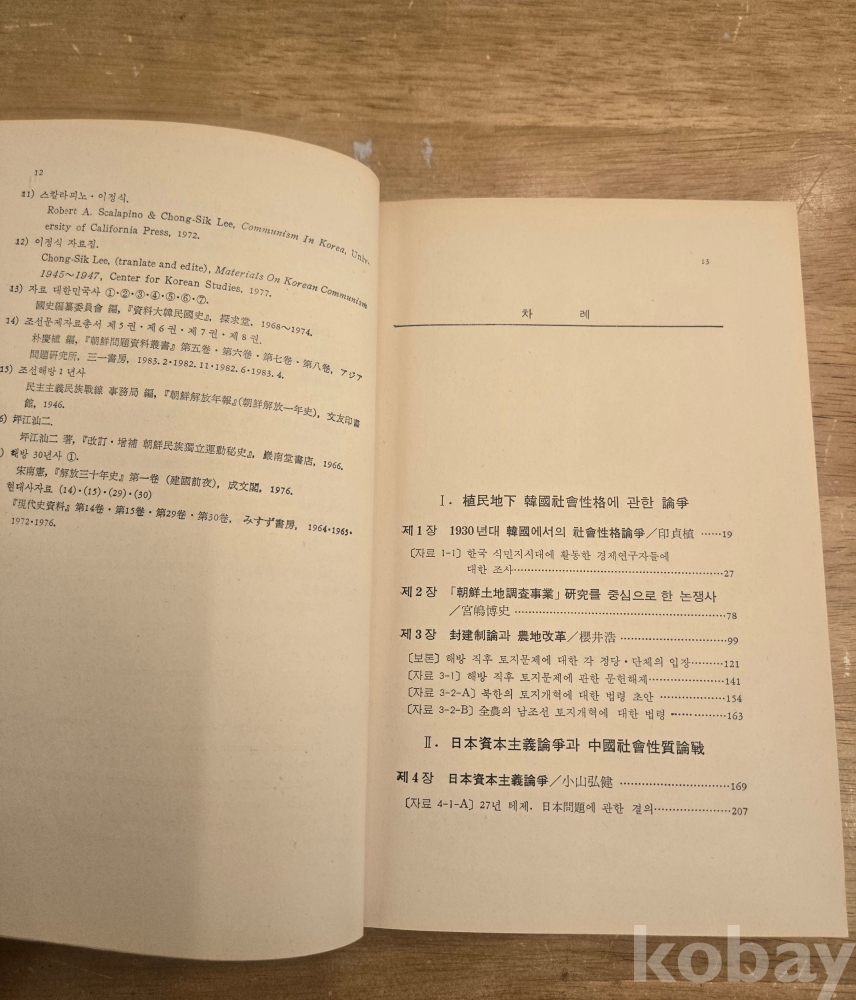 12
11) 스칼라피노·이정식.
Robert A. Scalapino & Chong-Sik Lee, Communism In Korea, Univ-
ersity of California Press, 1972.
12) 이정식 자료집.
Chong-Sik Lee, (tranlate and edite), Materials On Korean Communism
1945~1947, Center for Korean Studies, 1977.
13) 자료 대한민국사 ①·②·③·④·⑤·⑥·⑦.
國史編纂委員會 編,『資料大韓民國史』, 探求堂, 1968~1974.
14) 조선문제자료총서 제5권·제6권·제7권·제8권.
朴慶植 編,『朝鮮問題資料叢書』第五卷·第六卷·第七卷·第八卷, アジア
問題研究所, 三一書房, 1983.2·1982.11·1982.6·1983.4.
15) 조선해방 1년사
民主主義民族戰線 事務局 編,『朝鮮解放年報』(朝鮮解放一年史), 文友印書
館, 1946.
6) 坪江汕二.
坪江汕二 著,『改訂·增補 朝鮮民族獨立運動秘史』, 巖南堂書店, 1966.
) 해방 30년사 ①.
宋南憲,『解放三十年史』第一卷 (建國前夜), 成文閣, 1976.
현대사자료 (14)·(15)·(29)·(30)
『現代史資料』第14卷·第15卷·第29卷·第30卷, みすず書房, 1964·1965·
1972·1976.
13
차 례
Ⅰ. 植民地下 韓國社會性格에 관한 論爭
제1장 1930년대 韓國에서의 社會性格論爭/印貞植 ……19
〔자료 1-1〕 한국 식민지시대에 활동한 경제연구자들에
대한 조사……………………………………27
제2장 「朝鮮土地調査事業」研究를 중심으로 한 논쟁사
/宮嶋博史……………………………………78
제3장 封建制論과 農地改革/櫻井浩 …………………99
〔보론〕 해방 직후 토지문제에 대한 각 정당·단체의 입장………121
〔자료 3-1〕 해방 직후 토지문제에 관한 문헌해제………………141
〔자료 3-2-A〕 북한의 토지개혁에 대한 법령 초안 ……………154
〔자료 3-2-B〕 全農의 남조선 토지개혁에 대한 법령 ……………163
Ⅱ. 日本資本主義論爭과 中國社會性質論戰
제4장 日本資本主義論爭/小山弘健 …………………169
〔자료 4-1-A〕 27년 테제. 日本問題에 관한 결의…………………207
kobay